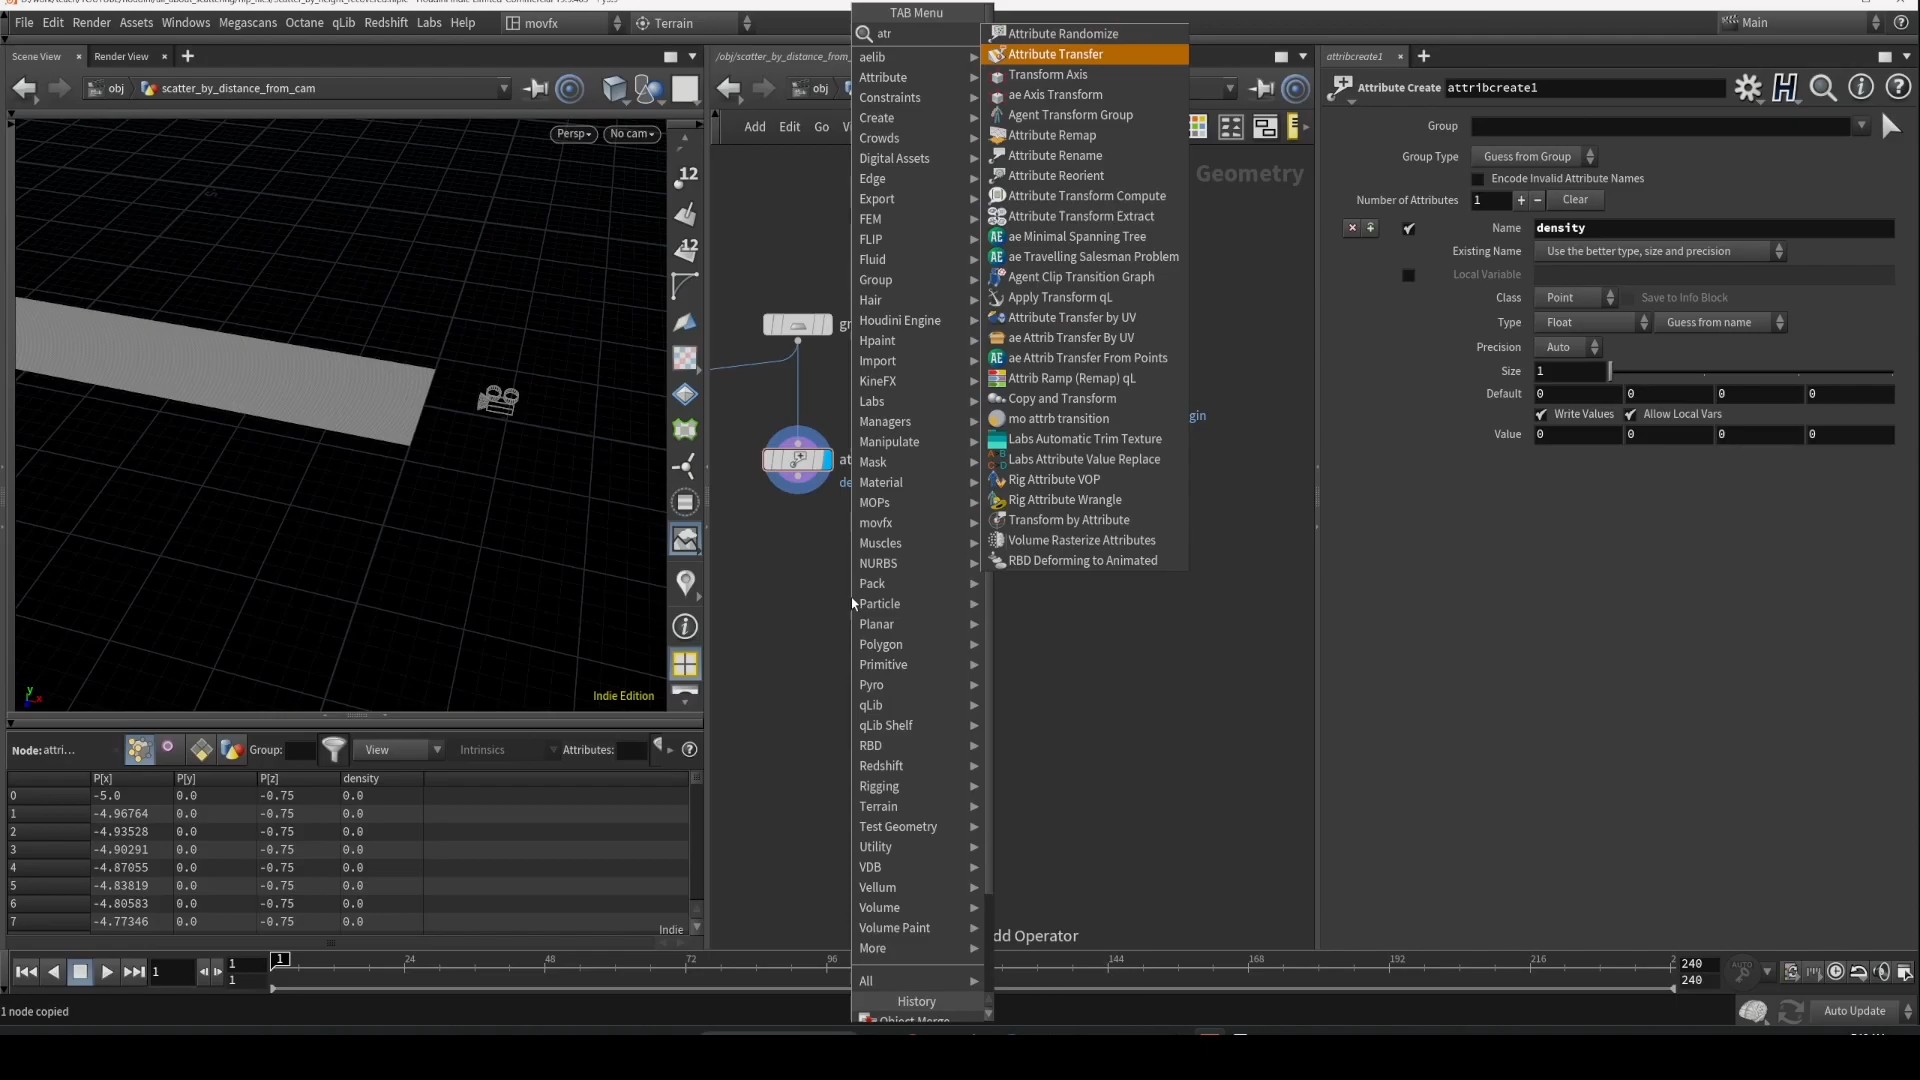 File Edit Render Assets Windows Megascans Octane qLib Redshift Labs Help movfx Terrain Main
TAB Menu
atr
Scene View Render View
obj scatter_by_distance_from_cam
Persp No cam
Indie Edition
/obj/scatter_by_distance_from_
obj
Add Edit Go
Geometry
gin
dd Operator
aelib
Attribute
Constraints
Create
Crowds
Digital Assets
Edge
Export
FEM
FLIP
Fluid
Group
Hair
Houdini Engine
Hpaint
Import
KineFX
Labs
Managers
Manipulate
Mask
Material
MOPs
movfx
Muscles
NURBS
Pack
Particle
Planar
Polygon
Primitive
Pyro
qLib
qLib Shelf
RBD
Redshift
Rigging
Terrain
Test Geometry
Utility
VDB
Vellum
Volume
Volume Paint
More
All
History
Object Merge
Attribute Randomize
Attribute Transfer
Transform Axis
ae Axis Transform
Agent Transform Group
Attribute Remap
Attribute Rename
Attribute Reorient
Attribute Transform Compute
Attribute Transform Extract
ae Minimal Spanning Tree
ae Travelling Salesman Problem
Agent Clip Transition Graph
Apply Transform qL
Attribute Transfer by UV
ae Attrib Transfer By UV
ae Attrib Transfer From Points
Attrib Ramp (Remap) qL
Copy and Transform
mo attrb transition
Labs Automatic Trim Texture
Labs Attribute Value Replace
Rig Attribute VOP
Rig Attribute Wrangle
Transform by Attribute
Volume Rasterize Attributes
RBD Deforming to Animated
attribcreate1
Attribute Create attribcreate1
Group
Group Type Guess from Group
Encode Invalid Attribute Names
Number of Attributes 1 + − Clear
Name density
Existing Name Use the better type, size and precision
Local Variable
Class Point Save to Info Block
Type Float Guess from name
Precision Auto
Size 1
Default 0 0 0 0
Write Values Allow Local Vars
Value 0 0 0 0
Node: attri... Group: View Intrinsics Attributes:
P[x] P[y] P[z] density
0 -5.0 0.0 -0.75 0.0
1 -4.96764 0.0 -0.75 0.0
2 -4.93528 0.0 -0.75 0.0
3 -4.90291 0.0 -0.75 0.0
4 -4.87055 0.0 -0.75 0.0
5 -4.83819 0.0 -0.75 0.0
6 -4.80583 0.0 -0.75 0.0
7 -4.77346 0.0 -0.75 0.0
Indie
1 1 1 1 24 48 72 96 144 168 192 216 2 240 240
1 node copied
Auto Update